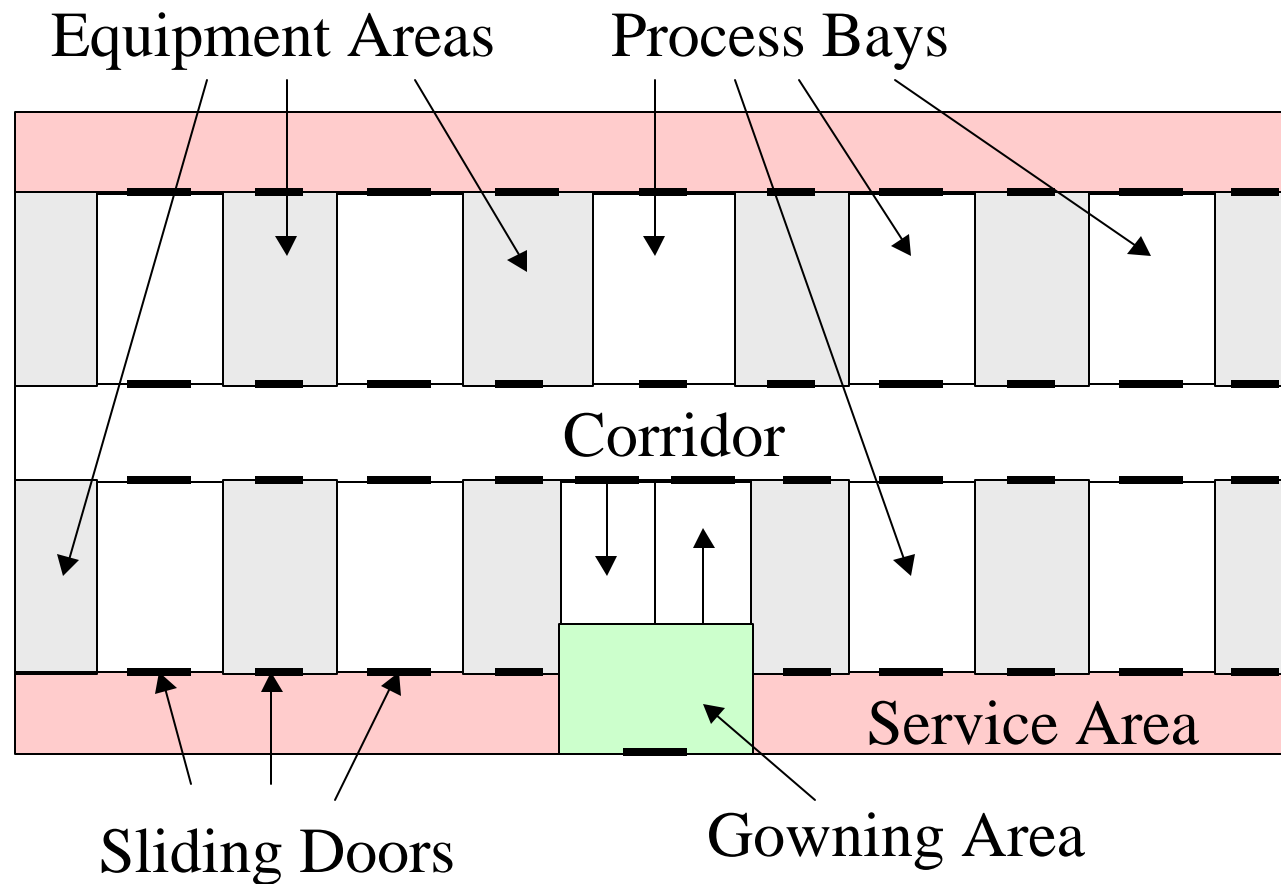 Equipment Areas
Process Bays
Corridor
Service Area
Gowning Area
Sliding Doors